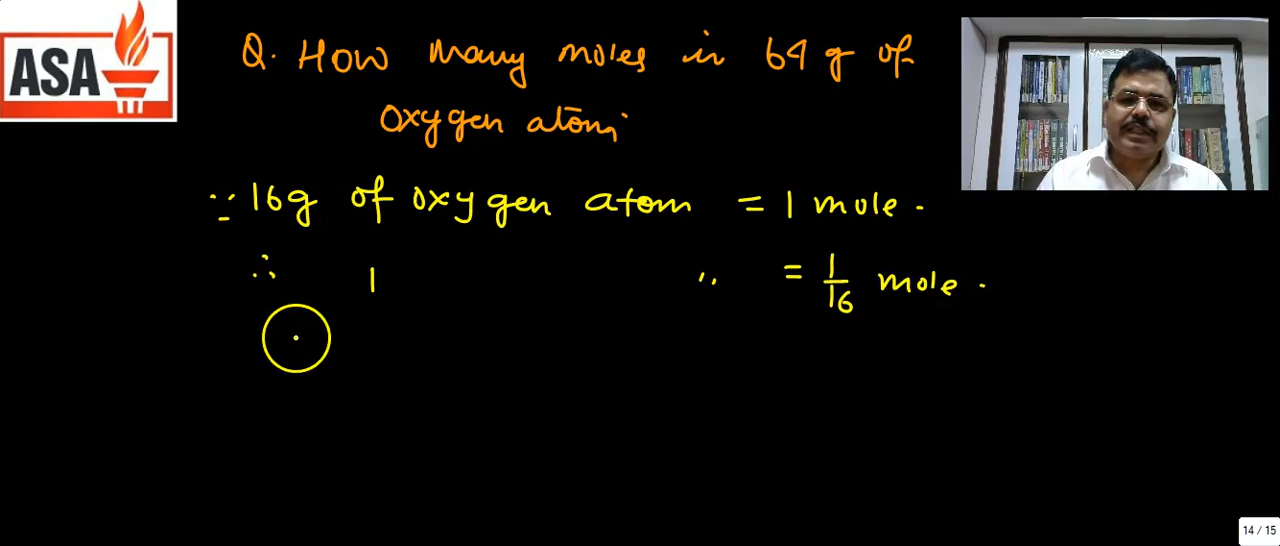 ASA
Q. How many moles in 64 g of
oxygen atom
∵ 16g of oxygen atom = 1 mole.
∴ 1 〃 = 1/16 mole.
14 / 15